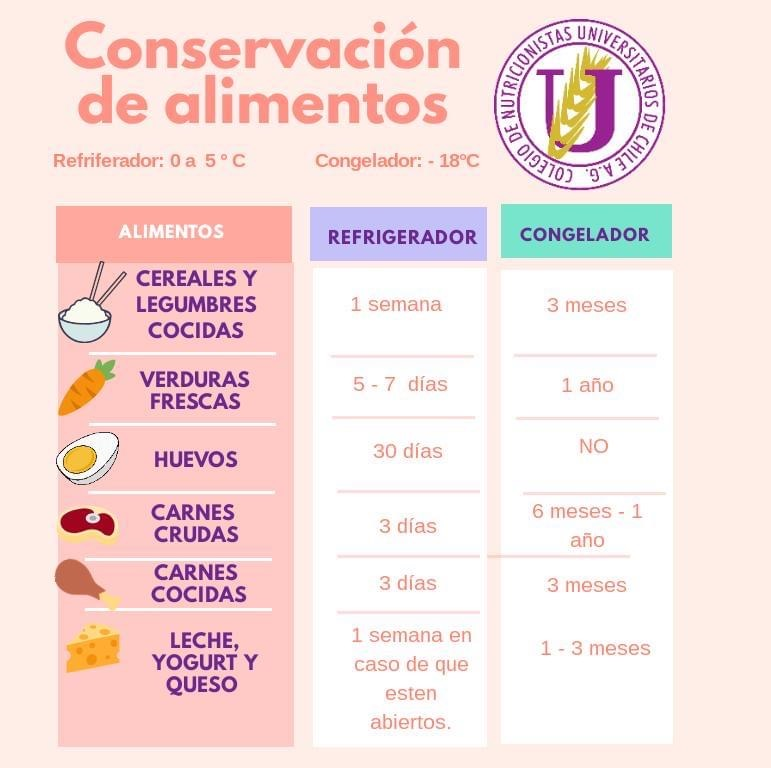 Conservación
de alimentos
Refriferador: 0 a 5 º C
Congelador: - 18ºC
COLEGIO DE NUTRICIONISTAS UNIVERSITARIOS DE CHILE A.G.
U
ALIMENTOS
REFRIGERADOR
CONGELADOR
CEREALES Y
LEGUMBRES
COCIDAS
1 semana
3 meses
VERDURAS
FRESCAS
5 - 7 días
1 año
HUEVOS
30 días
NO
CARNES
CRUDAS
3 días
6 meses - 1
año
CARNES
COCIDAS
3 días
3 meses
LECHE,
YOGURT Y
QUESO
1 semana en
caso de que
esten
abiertos.
1 - 3 meses